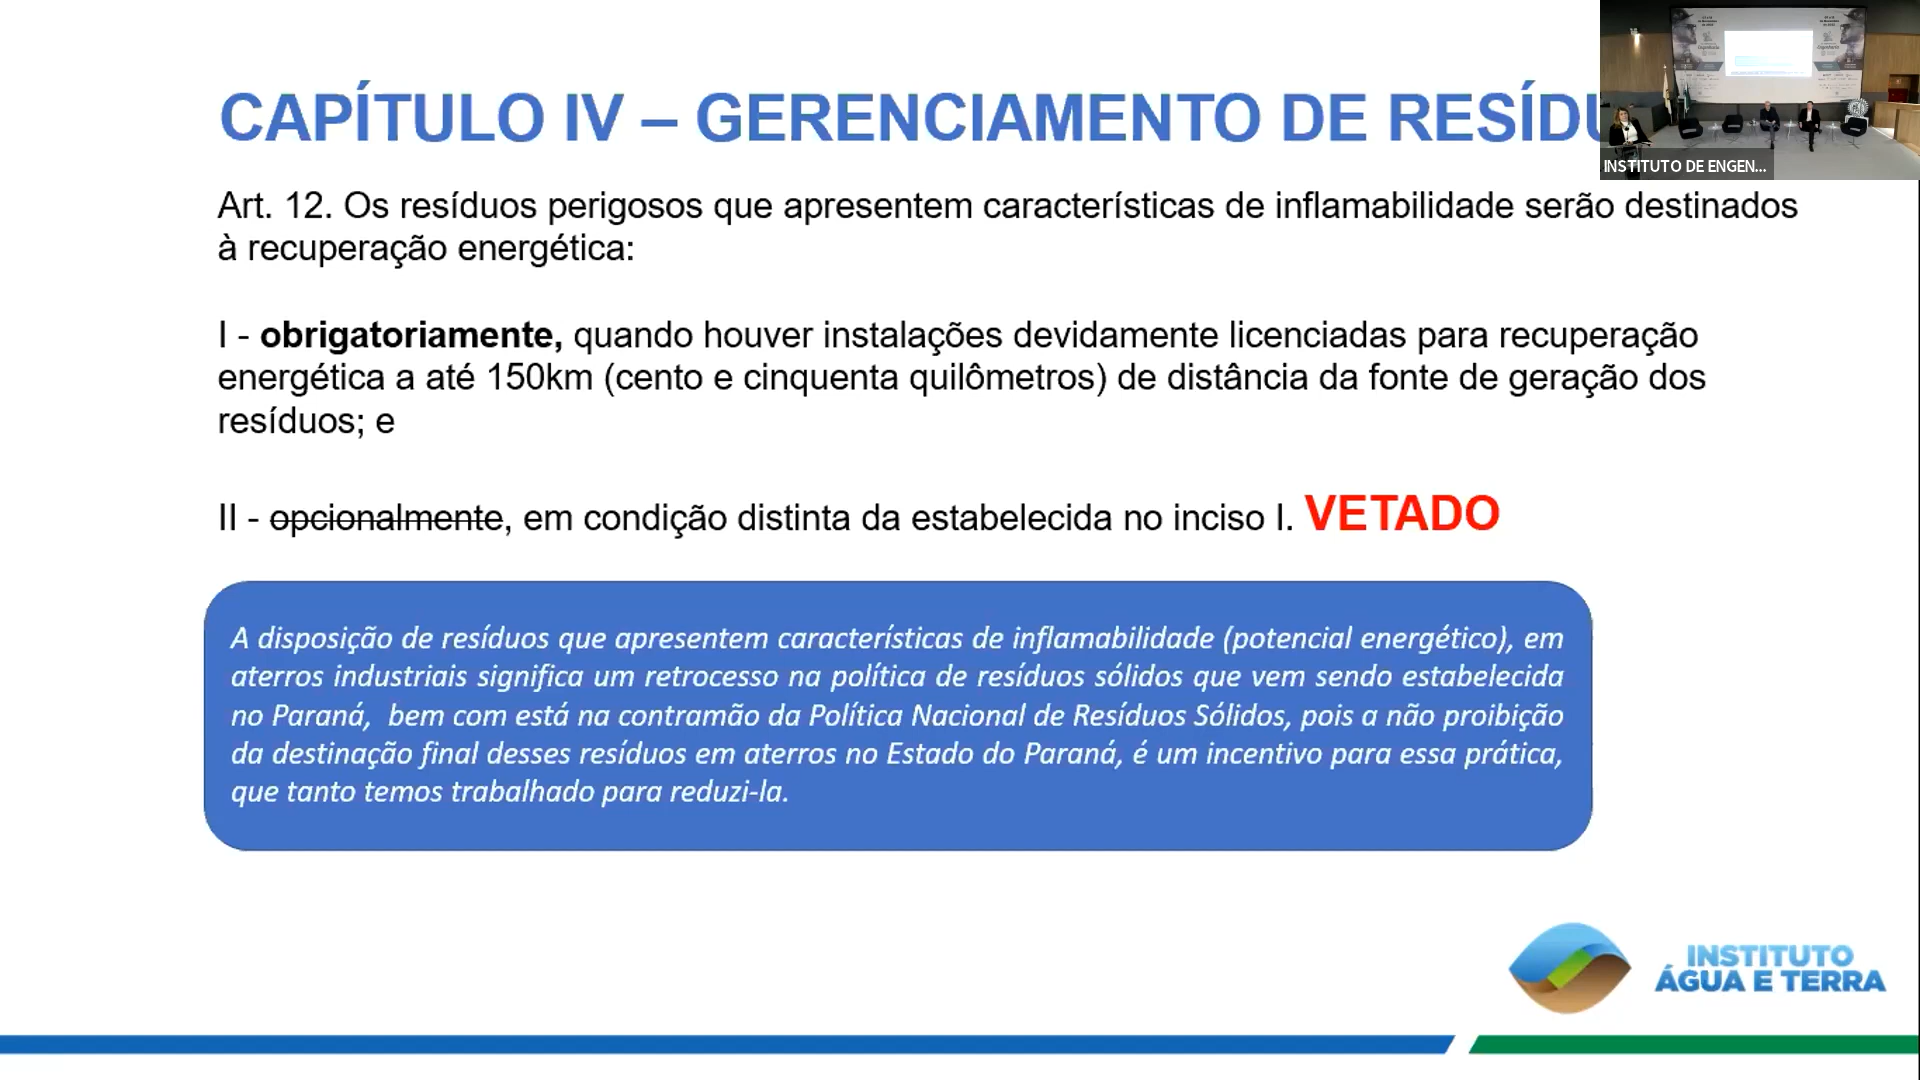 CAPÍTULO IV – GERENCIAMENTO DE RESÍDU
INSTITUTO DE ENGEN...
Art. 12. Os resíduos perigosos que apresentem características de inflamabilidade serão destinados
à recuperação energética:
I - obrigatoriamente, quando houver instalações devidamente licenciadas para recuperação
energética a até 150km (cento e cinquenta quilômetros) de distância da fonte de geração dos
resíduos; e
II - opcionalmente, em condição distinta da estabelecida no inciso I. VETADO
A disposição de resíduos que apresentem características de inflamabilidade (potencial energético), em
aterros industriais significa um retrocesso na política de resíduos sólidos que vem sendo estabelecida
no Paraná, bem com está na contramão da Política Nacional de Resíduos Sólidos, pois a não proibição
da destinação final desses resíduos em aterros no Estado do Paraná, é um incentivo para essa prática,
que tanto temos trabalhado para reduzi-la.
INSTITUTO
ÁGUA E TERRA